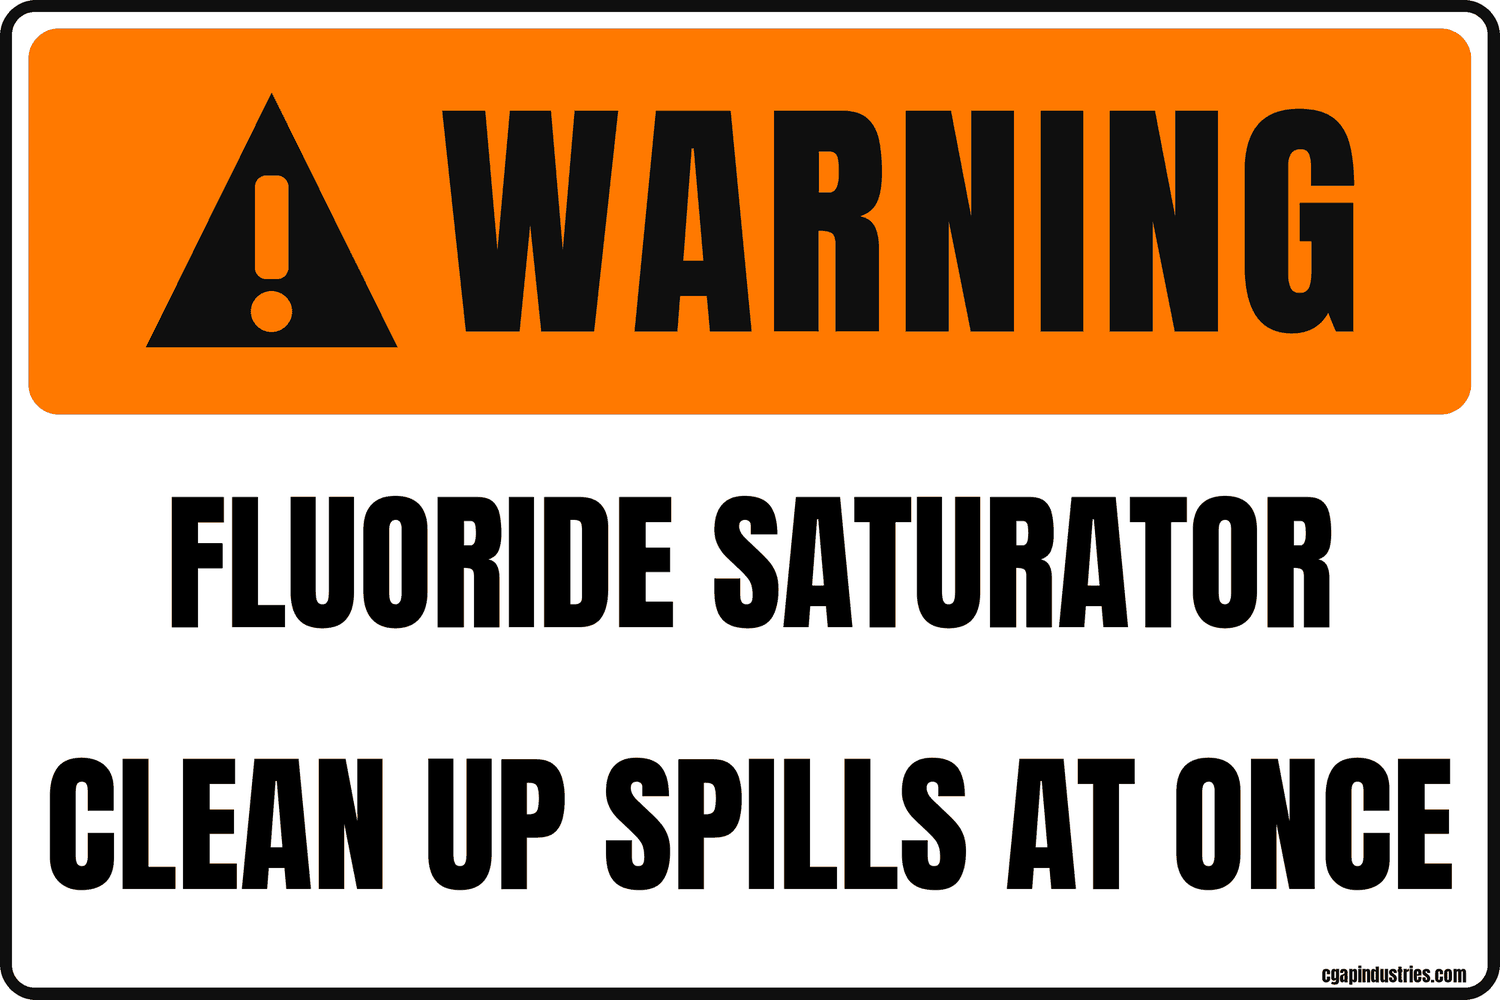 WARNING
FLUORIDE SATURATOR
CLEAN UP SPILLS AT ONCE
cgapindustries.com